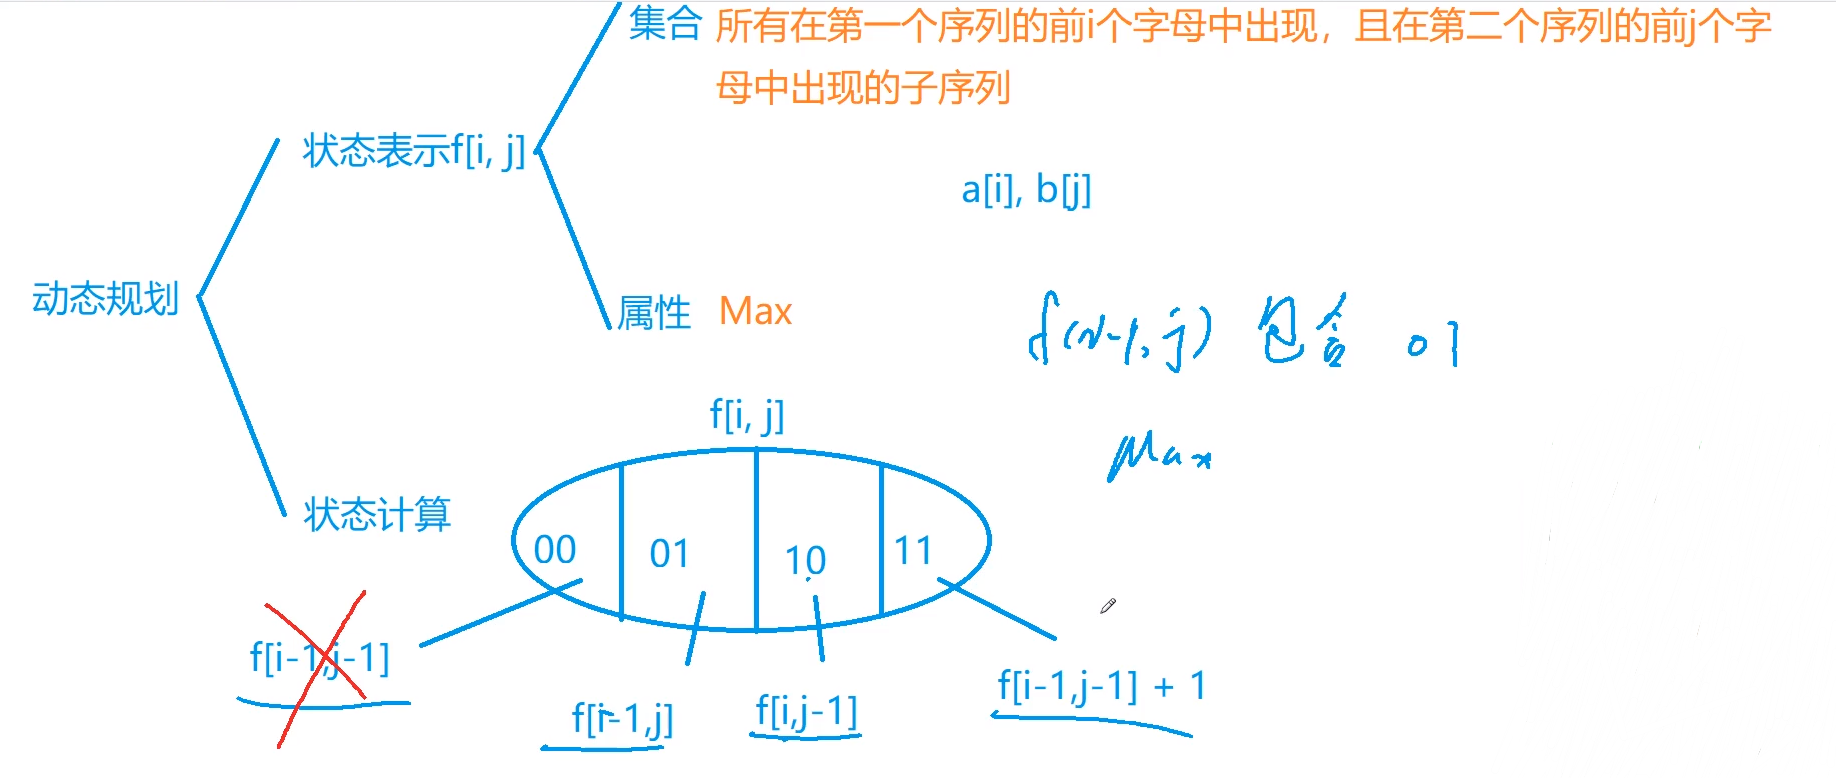 集合 所有在第一个序列的前i个字母中出现，且在第二个序列的前j个字
母中出现的子序列
状态表示f[i, j]
a[i], b[j]
动态规划
属性 Max
f(i-1, j) 包含 01
f[i, j]
Max
状态计算
00 01 10 11
f[i-1,j-1]
f[i-1,j]
f[i,j-1]
f[i-1,j-1] + 1